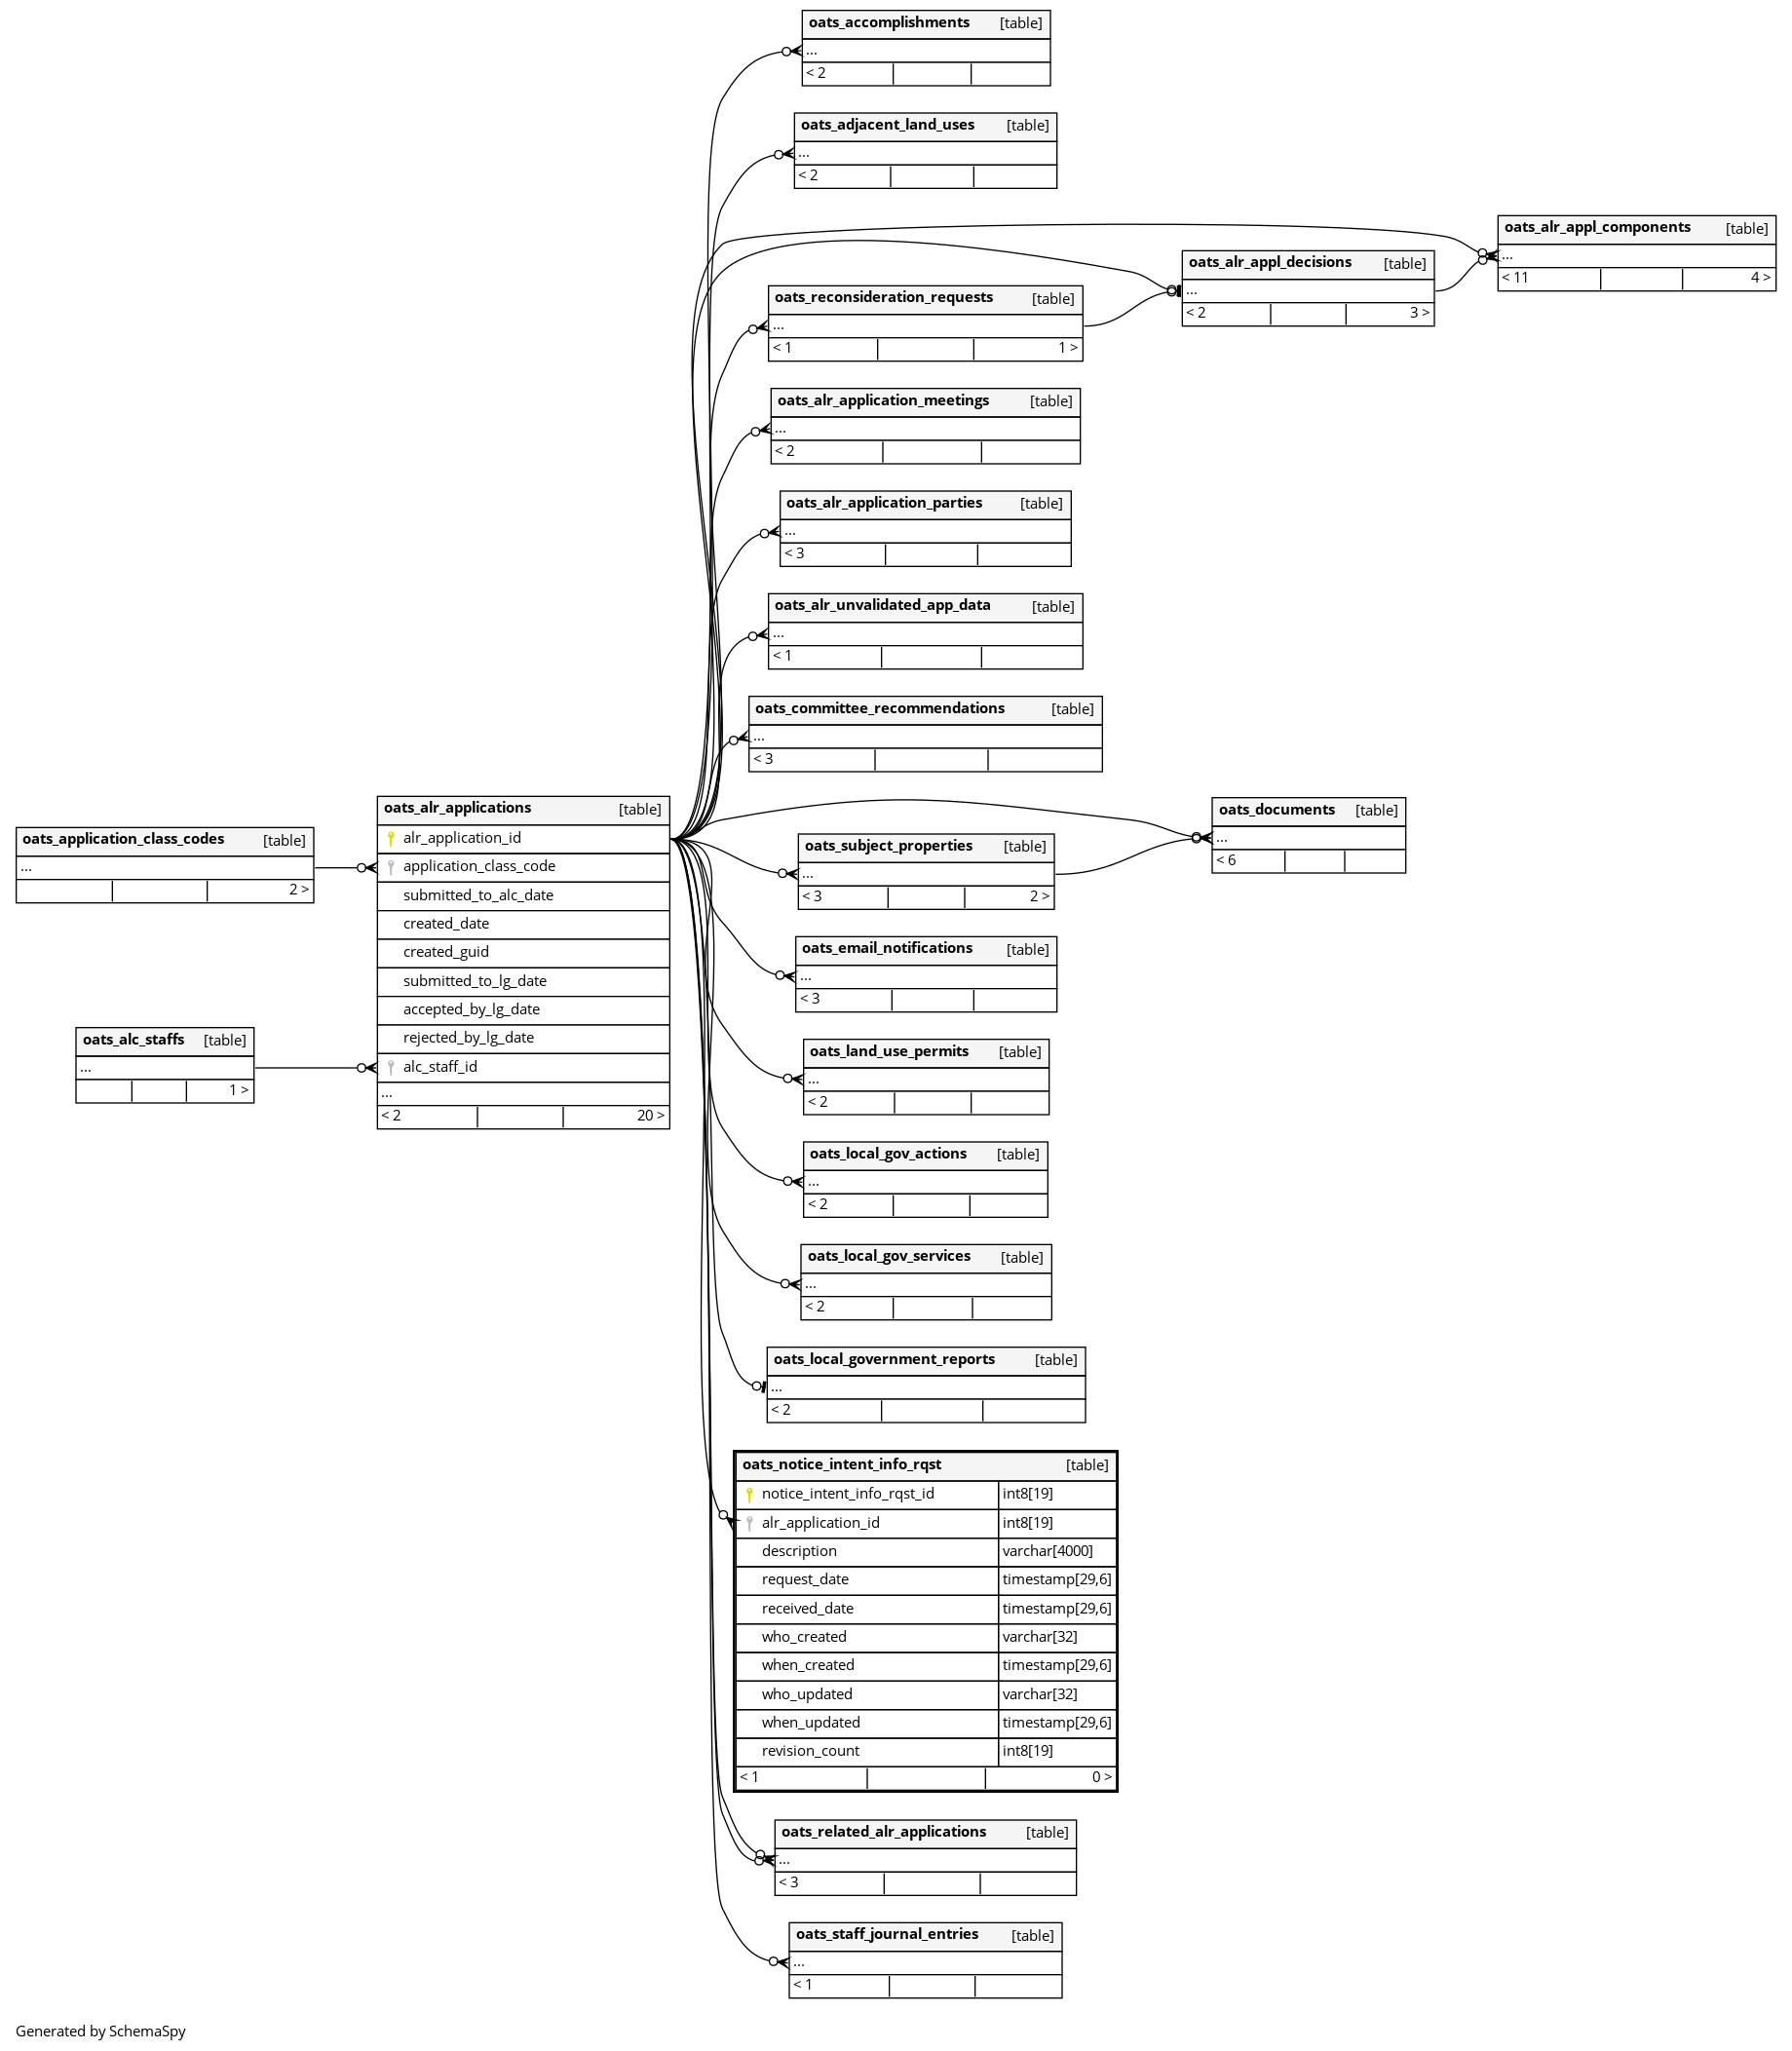 oats_accomplishments [table]
...
< 2
oats_adjacent_land_uses [table]
...
< 2
oats_alr_appl_components [table]
...
< 11 4 >
oats_alr_appl_decisions [table]
...
< 2 3 >
oats_reconsideration_requests [table]
...
< 1 1 >
oats_alr_application_meetings [table]
...
< 2
oats_alr_application_parties [table]
...
< 3
oats_alr_unvalidated_app_data [table]
...
< 1
oats_committee_recommendations [table]
...
< 3
oats_application_class_codes [table]
...
2 >
oats_alc_staffs [table]
...
1 >
oats_alr_applications [table]
alr_application_id
application_class_code
submitted_to_alc_date
created_date
created_guid
submitted_to_lg_date
accepted_by_lg_date
rejected_by_lg_date
alc_staff_id
...
< 2 20 >
oats_documents [table]
...
< 6
oats_subject_properties [table]
...
< 3 2 >
oats_email_notifications [table]
...
< 3
oats_land_use_permits [table]
...
< 2
oats_local_gov_actions [table]
...
< 2
oats_local_gov_services [table]
...
< 2
oats_local_government_reports [table]
...
< 2
oats_notice_intent_info_rqst [table]
notice_intent_info_rqst_id int8[19]
alr_application_id int8[19]
description varchar[4000]
request_date timestamp[29,6]
received_date timestamp[29,6]
who_created varchar[32]
when_created timestamp[29,6]
who_updated varchar[32]
when_updated timestamp[29,6]
revision_count int8[19]
< 1 0 >
oats_related_alr_applications [table]
...
< 3
oats_staff_journal_entries [table]
...
< 1
Generated by SchemaSpy